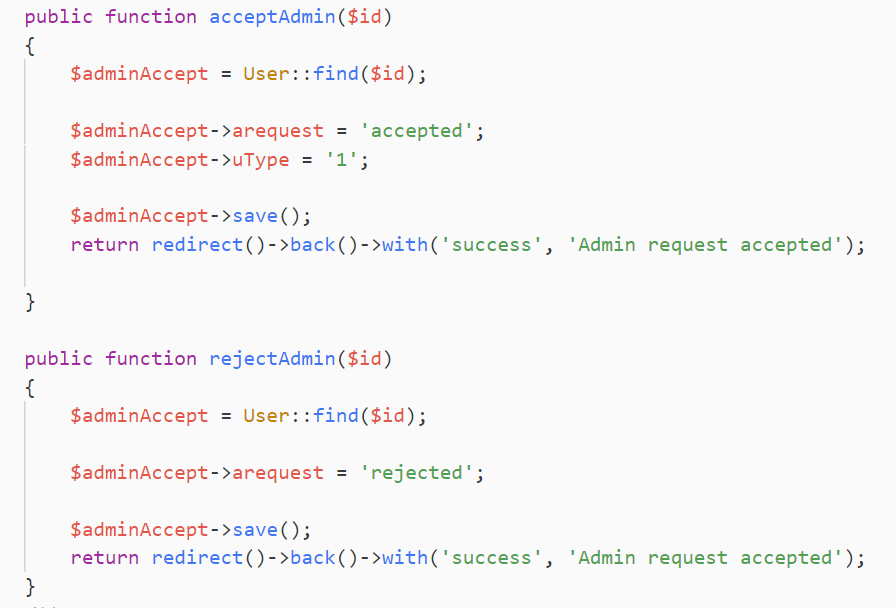 public function acceptAdmin($id)
{
    $adminAccept = User::find($id);

    $adminAccept->arequest = 'accepted';
    $adminAccept->uType = '1';

    $adminAccept->save();
    return redirect()->back()->with('success', 'Admin request accepted');

}

public function rejectAdmin($id)
{
    $adminAccept = User::find($id);

    $adminAccept->arequest = 'rejected';

    $adminAccept->save();
    return redirect()->back()->with('success', 'Admin request accepted');
}